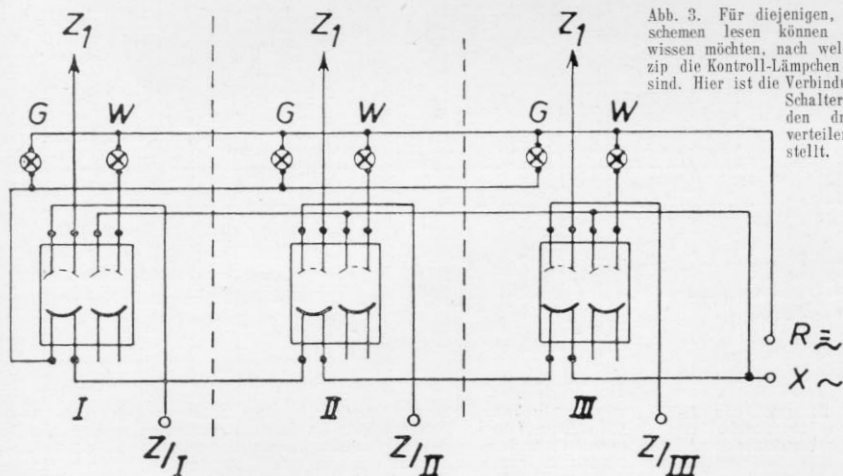 Abb. 3. Für diejenigen,
schemen lesen können
wissen möchten, nach wel
zip die Kontroll-Lämpchen
sind. Hier ist die Verbindu
Schalter
den dr
verteiler
stellt.
Z1 Z1 Z1
G W G W G W
R
X ~
I II III
Z/I Z/II Z/III